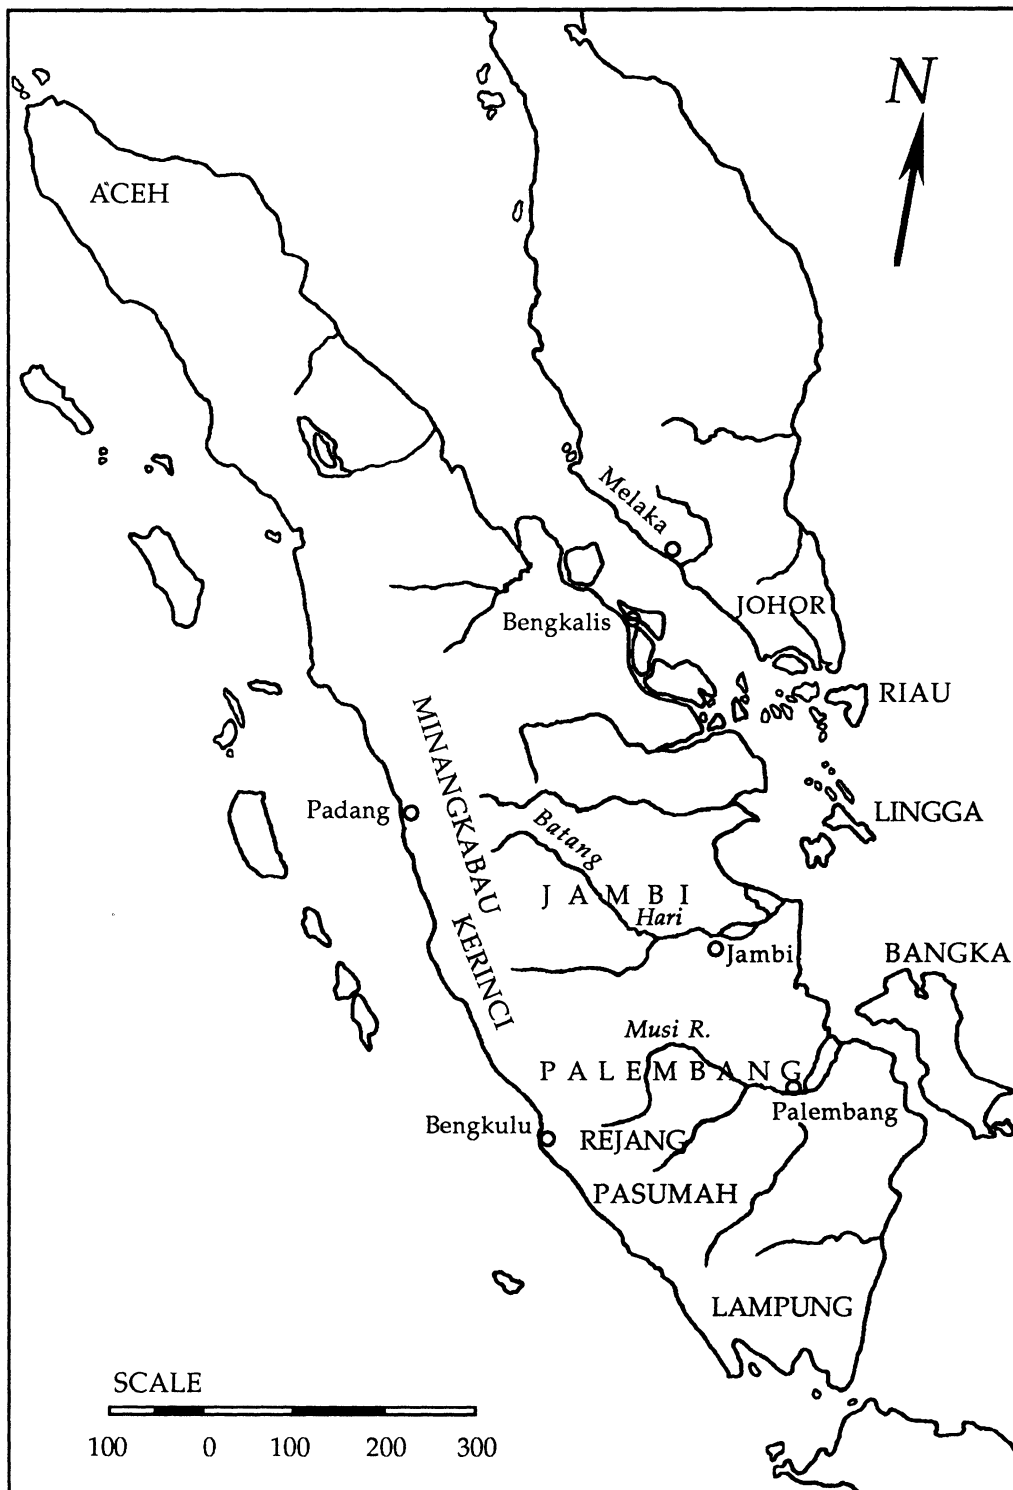 N
ACEH
Melaka
JOHOR
Bengkalis
RIAU
MINANGKABAU
Padang
LINGGA
Batang
JAMBI
Hari
KERINCI
Jambi
BANGKA
Musi R.
PALEMBANG
Palembang
Bengkulu
REJANG
PASUMAH
LAMPUNG
SCALE
100 0 100 200 300